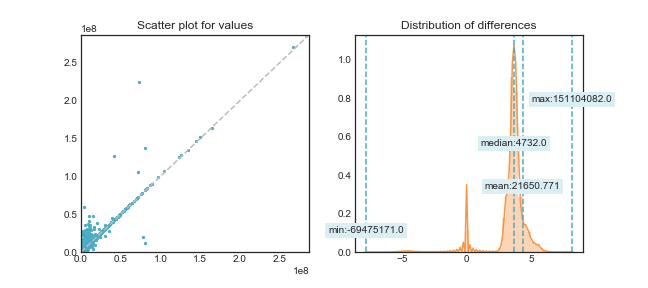 Scatter plot for values
1e8
2.5
2.0
1.5
1.0
0.5
0.0
0.0
0.5
1.0
1.5
2.0
2.5
1e8
Distribution of differences
1.0
0.8
0.6
0.4
0.2
0.0
−5
0
5
max:151104082.0
median:4732.0
mean:21650.771
min:-69475171.0